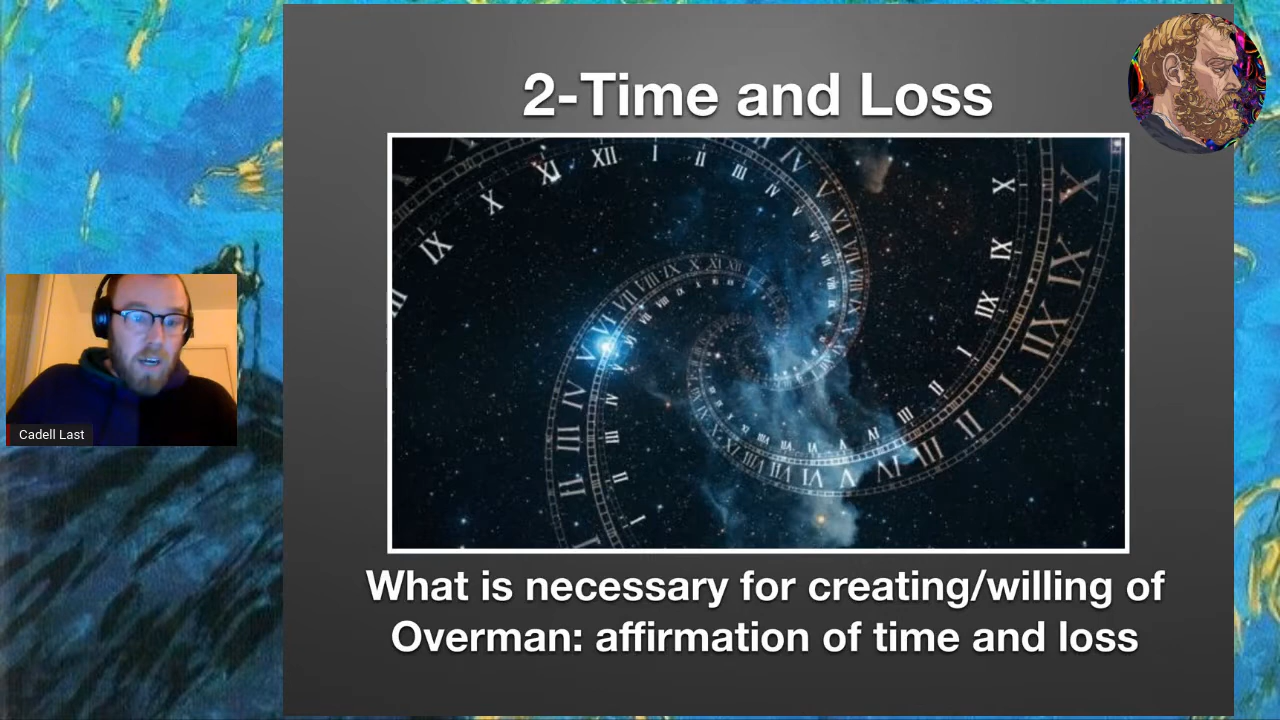 2-Time and Loss
Cadell Last
What is necessary for creating/willing of
Overman: affirmation of time and loss